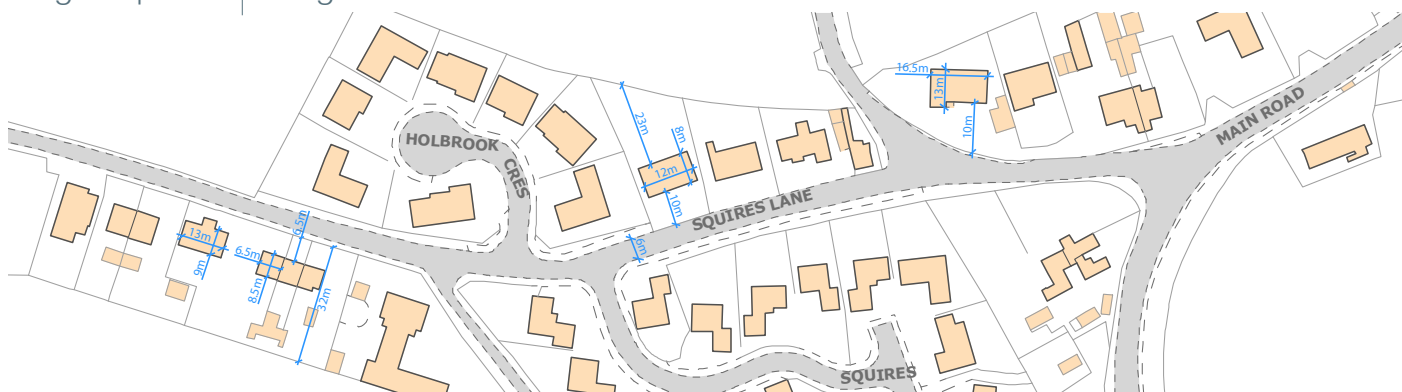 16.5m
13m
10m
MAIN ROAD
23m
8m
12m
10m
HOLBROOK
CRES
SQUIRES LANE
6m
13m
9m
9.5m
6.5m
8.5m
32m
SQUIRES